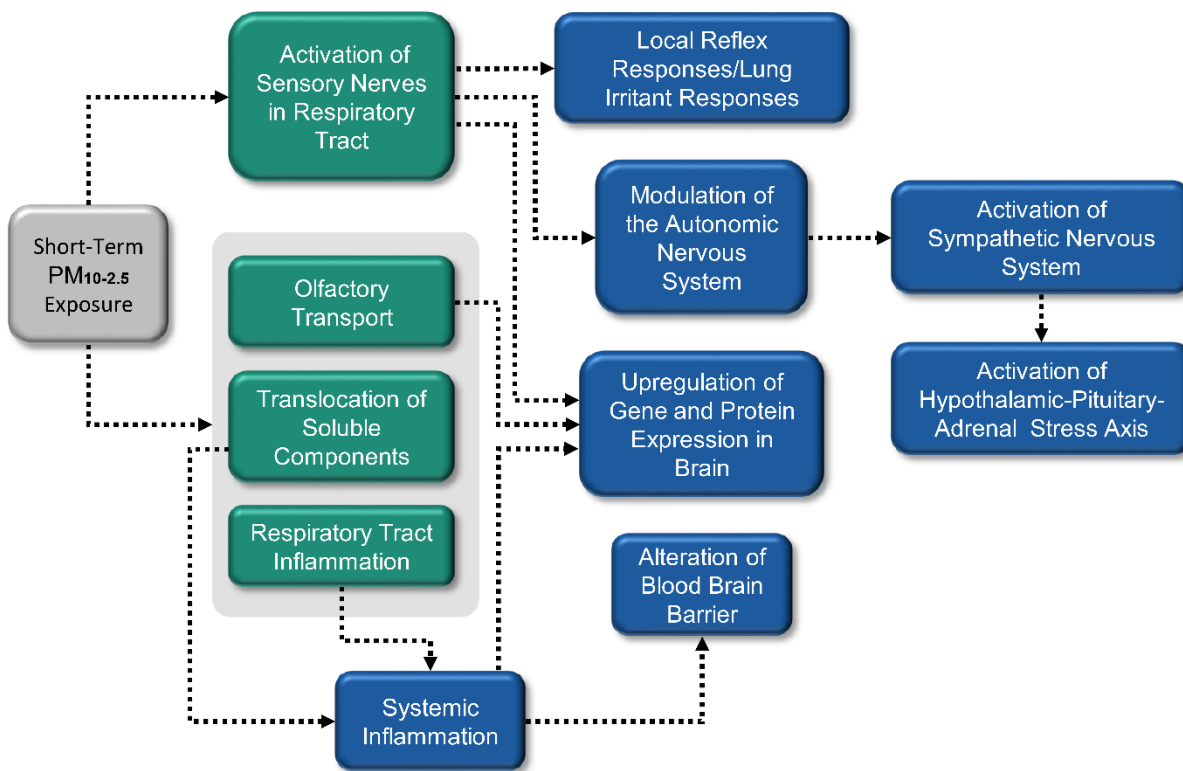 Activation of
Sensory Nerves
in Respiratory
Tract
Local Reflex
Responses/Lung
Irritant Responses
Short-Term
PM10-2.5
Exposure
Modulation of
the Autonomic
Nervous
System
Activation of
Sympathetic Nervous
System
Olfactory
Transport
Translocation of
Soluble
Components
Respiratory Tract
Inflammation
Upregulation of
Gene and Protein
Expression in
Brain
Activation of
Hypothalamic-Pituitary-
Adrenal Stress Axis
Alteration of
Blood Brain
Barrier
Systemic
Inflammation